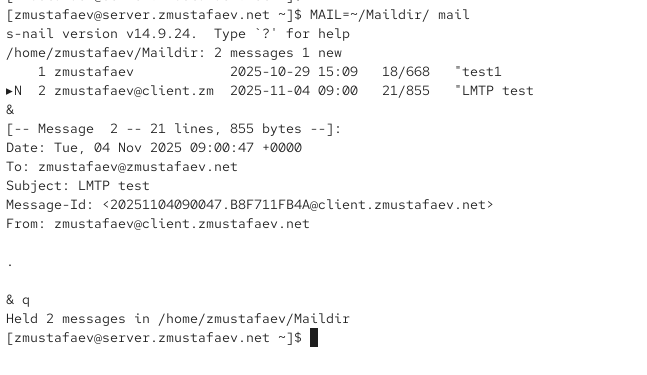 [zmustafaev@server.zmustafaev.net ~]$ MAIL=~/Maildir/ mail
s-nail version v14.9.24.  Type `?' for help
/home/zmustafaev/Maildir: 2 messages 1 new
    1 zmustafaev            2025-10-29 15:09   18/668   "test1
▸N  2 zmustafaev@client.zm  2025-11-04 09:00   21/855   "LMTP test
&
[-- Message  2 -- 21 lines, 855 bytes --]:
Date: Tue, 04 Nov 2025 09:00:47 +0000
To: zmustafaev@zmustafaev.net
Subject: LMTP test
Message-Id: <20251104090047.B8F711FB4A@client.zmustafaev.net>
From: zmustafaev@client.zmustafaev.net

.

& q
Held 2 messages in /home/zmustafaev/Maildir
[zmustafaev@server.zmustafaev.net ~]$